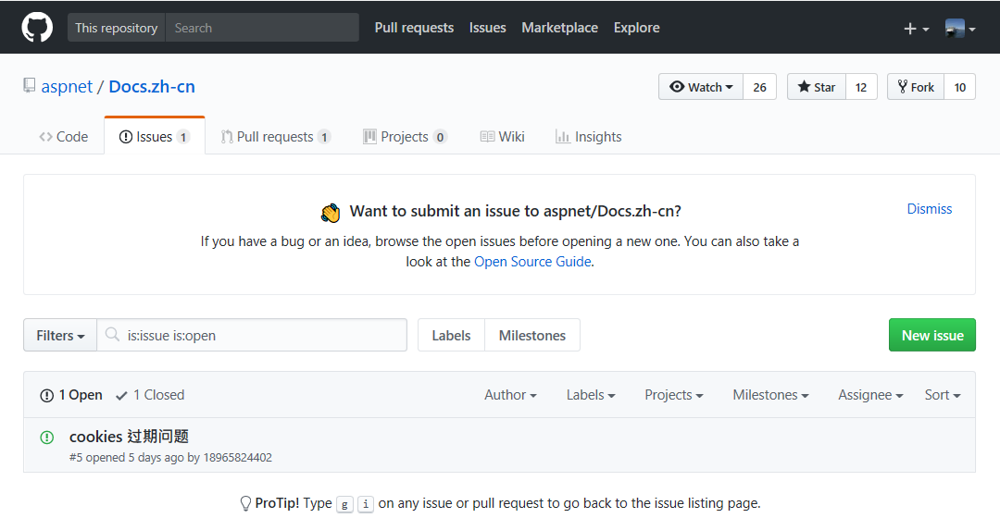 This repository Search Pull requests Issues Marketplace Explore
aspnet / Docs.zh-cn Watch 26 Star 12 Fork 10
Code Issues 1 Pull requests 1 Projects 0 Wiki Insights
Want to submit an issue to aspnet/Docs.zh-cn? Dismiss
If you have a bug or an idea, browse the open issues before opening a new one. You can also take a
look at the Open Source Guide.
Filters is:issue is:open Labels Milestones New issue
1 Open 1 Closed Author Labels Projects Milestones Assignee Sort
cookies 过期问题
#5 opened 5 days ago by 18965824402
ProTip! Type g i on any issue or pull request to go back to the issue listing page.